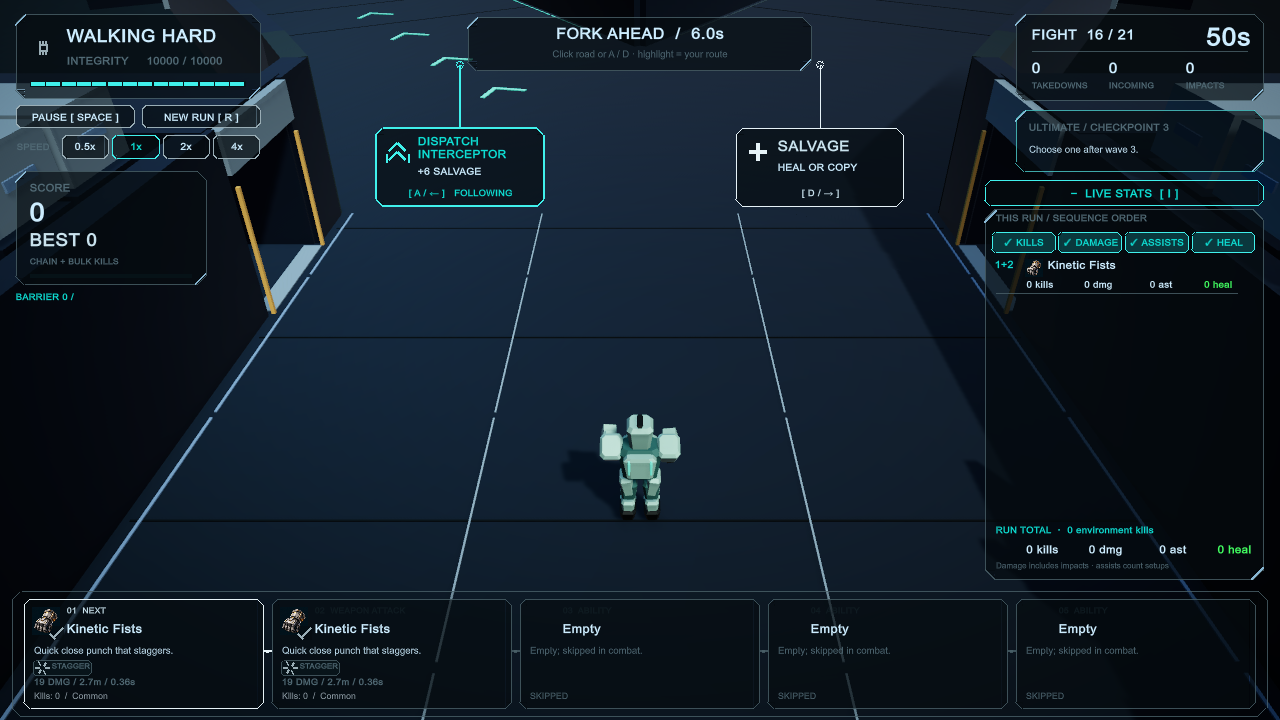 WALKING HARD
INTEGRITY 10000 / 10000
PAUSE [ SPACE ]
NEW RUN [ R ]
SPEED
0.5x
1x
2x
4x
SCORE
0
BEST 0
CHAIN + BULK KILLS
BARRIER 0 /
FORK AHEAD / 6.0s
Click road or A / D · highlight = your route
DISPATCH
INTERCEPTOR
+6 SALVAGE
[ A / ← ] FOLLOWING
SALVAGE
HEAL OR COPY
[ D / → ]
FIGHT 16 / 21
50s
0 0 0
TAKEDOWNS INCOMING IMPACTS
ULTIMATE / CHECKPOINT 3
Choose one after wave 3.
− LIVE STATS [ I ]
THIS RUN / SEQUENCE ORDER
✓ KILLS
✓ DAMAGE
✓ ASSISTS
✓ HEAL
1+2 Kinetic Fists
0 kills 0 dmg 0 ast 0 heal
RUN TOTAL · 0 environment kills
0 kills 0 dmg 0 ast 0 heal
Damage includes impacts · assists count setups
01 NEXT
Kinetic Fists
Quick close punch that staggers.
STAGGER
19 DMG / 2.7m / 0.36s
Kills: 0 / Common
02 WEAPON ATTACK
Kinetic Fists
Quick close punch that staggers.
STAGGER
19 DMG / 2.7m / 0.36s
Kills: 0 / Common
ABILITY
Empty
Empty; skipped in combat.
SKIPPED
ABILITY
Empty
Empty; skipped in combat.
SKIPPED
ABILITY
Empty
Empty; skipped in combat.
SKIPPED